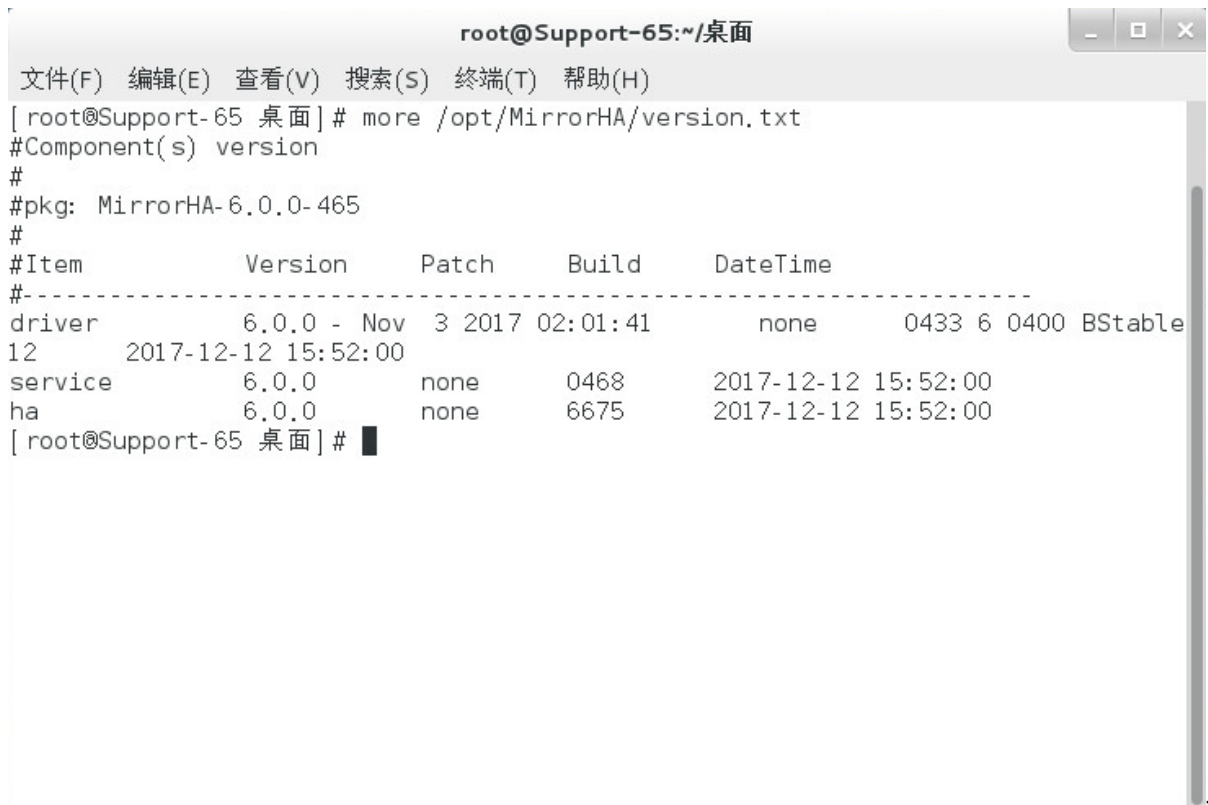 root@Support-65:~/桌面
文件(F) 编辑(E) 查看(V) 搜索(S) 终端(T) 帮助(H)
[root@Support-65 桌面]# more /opt/MirrorHA/version.txt
#Component(s) version
#
#pkg: MirrorHA-6.0.0-465
#
#Item Version Patch Build DateTime
#---------------------------------------------------------------------
driver 6.0.0 - Nov 3 2017 02:01:41 none 0433 6 0400 BStable
12 2017-12-12 15:52:00
service 6.0.0 none 0468 2017-12-12 15:52:00
ha 6.0.0 none 6675 2017-12-12 15:52:00
[root@Support-65 桌面]#